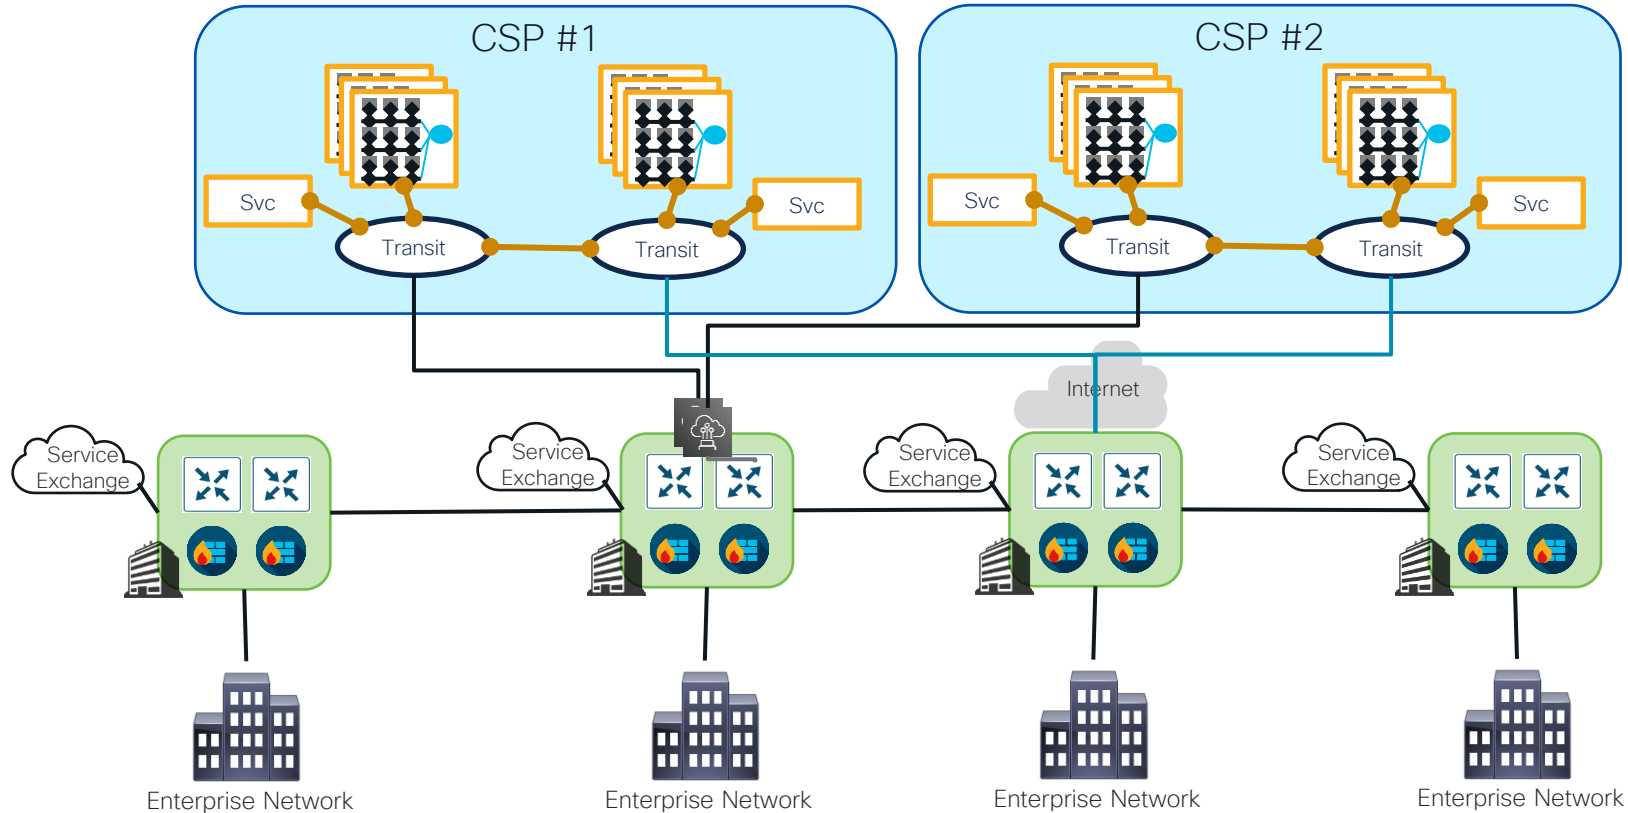 CSP #1
CSP #2
Svc
Svc
Svc
Svc
Transit
Transit
Transit
Transit
Internet
Service
Exchange
Service
Exchange
Service
Exchange
Service
Exchange
Enterprise Network
Enterprise Network
Enterprise Network
Enterprise Network